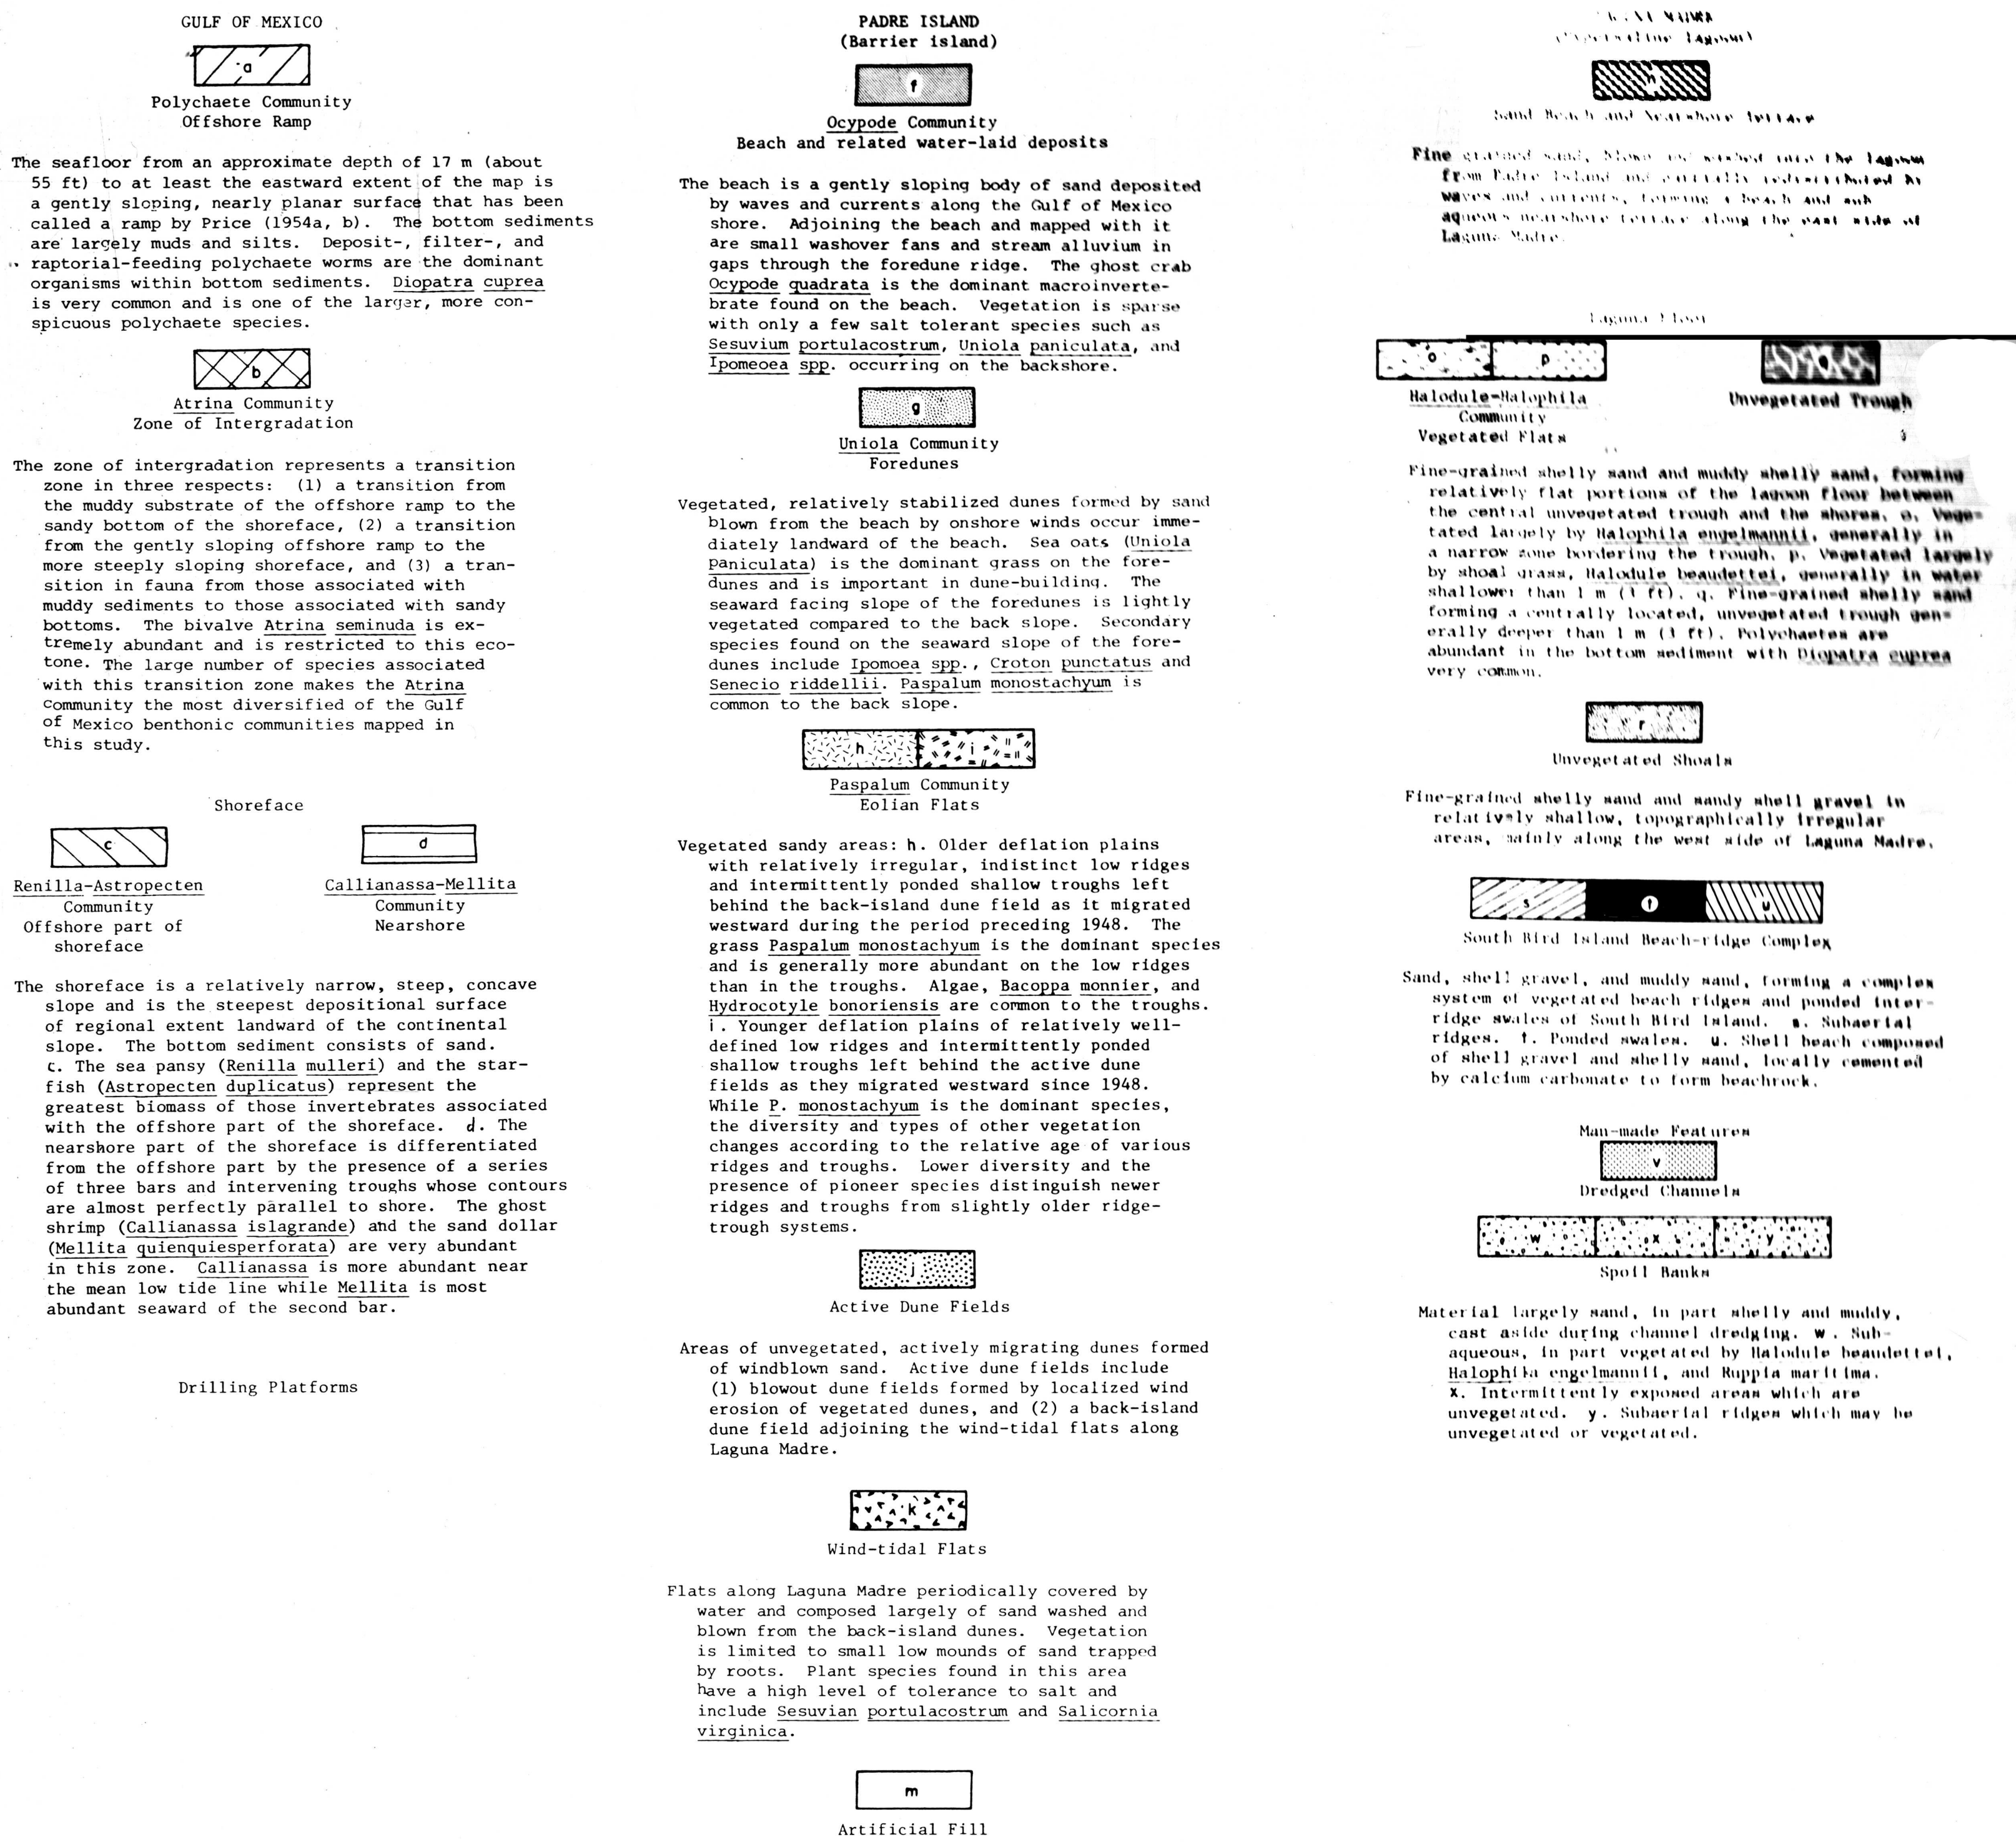 GULF OF MEXICO
a
Polychaete Community
Offshore Ramp
The seafloor from an approximate depth of 17 m (about
55 ft) to at least the eastward extent of the map is
a gently sloping, nearly planar surface that has been
called a ramp by Price (1954a, b). The bottom sediments
are largely muds and silts. Deposit-, filter-, and
raptorial-feeding polychaete worms are the dominant
organisms within bottom sediments. Diopatra cuprea
is very common and is one of the larger, more con-
spicuous polychaete species.
b
Atrina Community
Zone of Intergradation
The zone of intergradation represents a transition
zone in three respects: (1) a transition from
the muddy substrate of the offshore ramp to the
sandy bottom of the shoreface, (2) a transition
from the gently sloping offshore ramp to the
more steeply sloping shoreface, and (3) a tran-
sition in fauna from those associated with
muddy sediments to those associated with sandy
bottoms. The bivalve Atrina seminuda is ex-
tremely abundant and is restricted to this eco-
tone. The large number of species associated
with this transition zone makes the Atrina
community the most diversified of the Gulf
of Mexico benthonic communities mapped in
this study.
Shoreface
c
Renilla-Astropecten
Community
Offshore part of
shoreface
d
Callianassa-Mellita
Community
Nearshore
The shoreface is a relatively narrow, steep, concave
slope and is the steepest depositional surface
of regional extent landward of the continental
slope. The bottom sediment consists of sand.
c. The sea pansy (Renilla mulleri) and the star-
fish (Astropecten duplicatus) represent the
greatest biomass of those invertebrates associated
with the offshore part of the shoreface. d. The
nearshore part of the shoreface is differentiated
from the offshore part by the presence of a series
of three bars and intervening troughs whose contours
are almost perfectly parallel to shore. The ghost
shrimp (Callianassa islagrande) and the sand dollar
(Mellita quienquiesperforata) are very abundant
in this zone. Callianassa is more abundant near
the mean low tide line while Mellita is most
abundant seaward of the second bar.
Drilling Platforms
PADRE ISLAND
(Barrier island)
f
Ocypode Community
Beach and related water-laid deposits
The beach is a gently sloping body of sand deposited
by waves and currents along the Gulf of Mexico
shore. Adjoining the beach and mapped with it
are small washover fans and stream alluvium in
gaps through the foredune ridge. The ghost crab
Ocypode quadrata is the dominant macroinverte-
brate found on the beach. Vegetation is sparse
with only a few salt tolerant species such as
Sesuvium portulacostrum, Uniola paniculata, and
Ipomeoea spp. occurring on the backshore.
g
Uniola Community
Foredunes
Vegetated, relatively stabilized dunes formed by sand
blown from the beach by onshore winds occur imme-
diately landward of the beach. Sea oats (Uniola
paniculata) is the dominant grass on the fore-
dunes and is important in dune-building. The
seaward facing slope of the foredunes is lightly
vegetated compared to the back slope. Secondary
species found on the seaward slope of the fore-
dunes include Ipomoea spp., Croton punctatus and
Senecio riddellii. Paspalum monostachyum is
common to the back slope.
h i
Paspalum Community
Eolian Flats
Vegetated sandy areas: h. Older deflation plains
with relatively irregular, indistinct low ridges
and intermittently ponded shallow troughs left
behind the back-island dune field as it migrated
westward during the period preceding 1948. The
grass Paspalum monostachyum is the dominant species
and is generally more abundant on the low ridges
than in the troughs. Algae, Bacoppa monnier, and
Hydrocotyle bonoriensis are common to the troughs.
i. Younger deflation plains of relatively well-
defined low ridges and intermittently ponded
shallow troughs left behind the active dune
fields as they migrated westward since 1948.
While P. monostachyum is the dominant species,
the diversity and types of other vegetation
changes according to the relative age of various
ridges and troughs. Lower diversity and the
presence of pioneer species distinguish newer
ridges and troughs from slightly older ridge-
trough systems.
j
Active Dune Fields
Areas of unvegetated, actively migrating dunes formed
of windblown sand. Active dune fields include
(1) blowout dune fields formed by localized wind
erosion of vegetated dunes, and (2) a back-island
dune field adjoining the wind-tidal flats along
Laguna Madre.
k
Wind-tidal Flats
Flats along Laguna Madre periodically covered by
water and composed largely of sand washed and
blown from the back-island dunes. Vegetation
is limited to small low mounds of sand trapped
by roots. Plant species found in this area
have a high level of tolerance to salt and
include Sesuvian portulacostrum and Salicornia
virginica.
m
Artificial Fill
lagoon)
n
Sand Beach and Nearshore terrace
Fine grained sand, blown and washed into the lagoon
from Padre Island and partially redistributed by
waves and currents, forming a beach and sub
aqueous nearshore terrace along the east side of
Laguna Madre.
Laguna Floor
o p
Halodule-Halophila
Community
Vegetated Flats
Unvegetated Trough
Fine-grained shelly sand and muddy shelly sand, forming
relatively flat portions of the lagoon floor between
the central unvegetated trough and the shores. o. Vege-
tated largely by Halophila engelmannii, generally in
a narrow zone bordering the trough. p. Vegetated largely
by shoal grass, Halodule beaudettei, generally in water
shallower than 1 m (3 ft). q. Fine-grained shelly sand
forming a centrally located, unvegetated trough gen-
erally deeper than 1 m (3 ft). Polychaetes are
abundant in the bottom sediment with Diopatra cuprea
very common.
r
Unvegetated Shoals
Fine-grained shelly sand and sandy shell gravel in
relatively shallow, topographically irregular
areas, mainly along the west side of Laguna Madre.
s t u
South Bird Island Beach-ridge Complex
Sand, shell gravel, and muddy sand, forming a complex
system of vegetated beach ridges and ponded inter-
ridge swales of South Bird Island. s. Subaerial
ridges. t. Ponded swales. u. Shell beach composed
of shell gravel and shelly sand, locally cemented
by calcium carbonate to form beachrock.
Man-made Features
v
Dredged Channels
w x y
Spoil Banks
Material largely sand, in part shelly and muddy,
cast aside during channel dredging. w. Sub-
aqueous, in part vegetated by Halodule beaudettei,
Halophika engelmannii, and Ruppia maritima.
x. Intermittently exposed areas which are
unvegetated. y. Subaerial ridges which may be
unvegetated or vegetated.